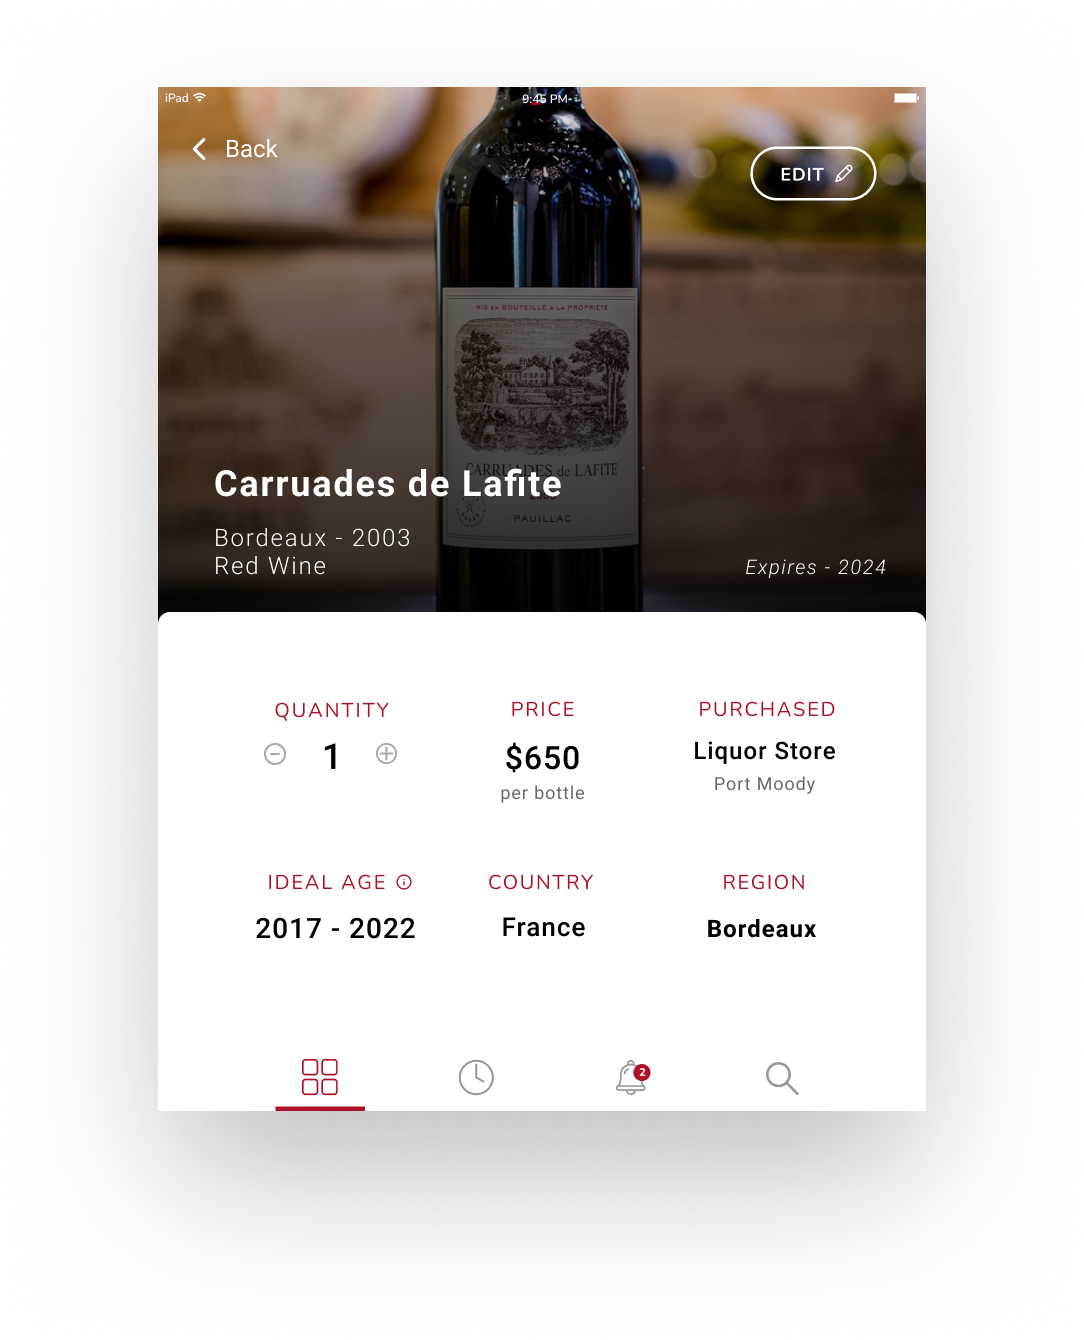 iPad
9:45 PM
Back
EDIT
MIS EN BOUTEILLE A LA PROPRIÉTÉ
CARRUADES de LAFITE
Carruades de Lafite
PAUILLAC
Bordeaux - 2003
Red Wine
Expires - 2024
QUANTITY
PRICE
PURCHASED
1
$650
Liquor Store
per bottle
Port Moody
IDEAL AGE
COUNTRY
REGION
2017 - 2022
France
Bordeaux
2